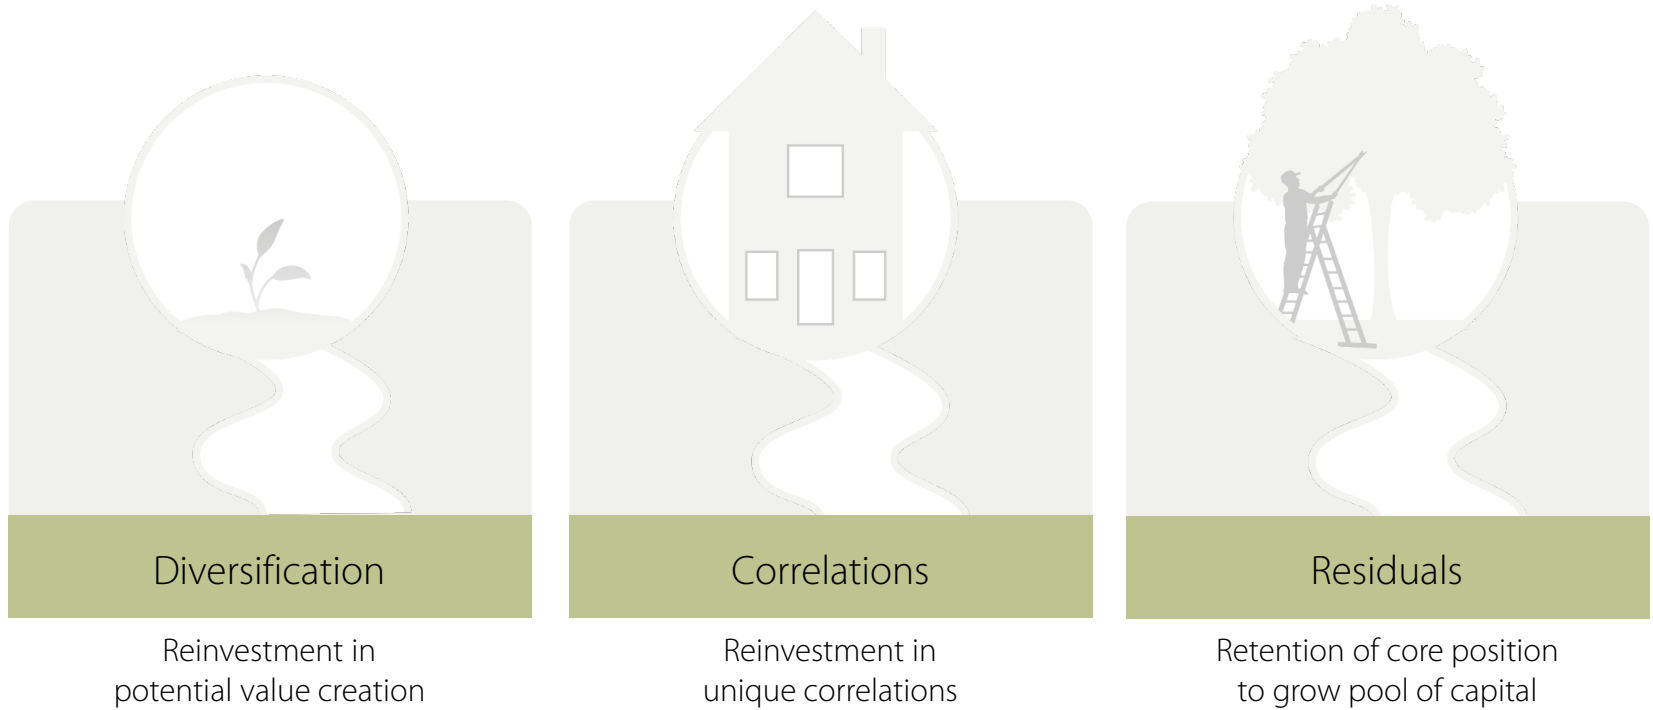 Diversification
Correlations
Residuals
Reinvestment in
potential value creation
Reinvestment in
unique correlations
Retention of core position
to grow pool of capital